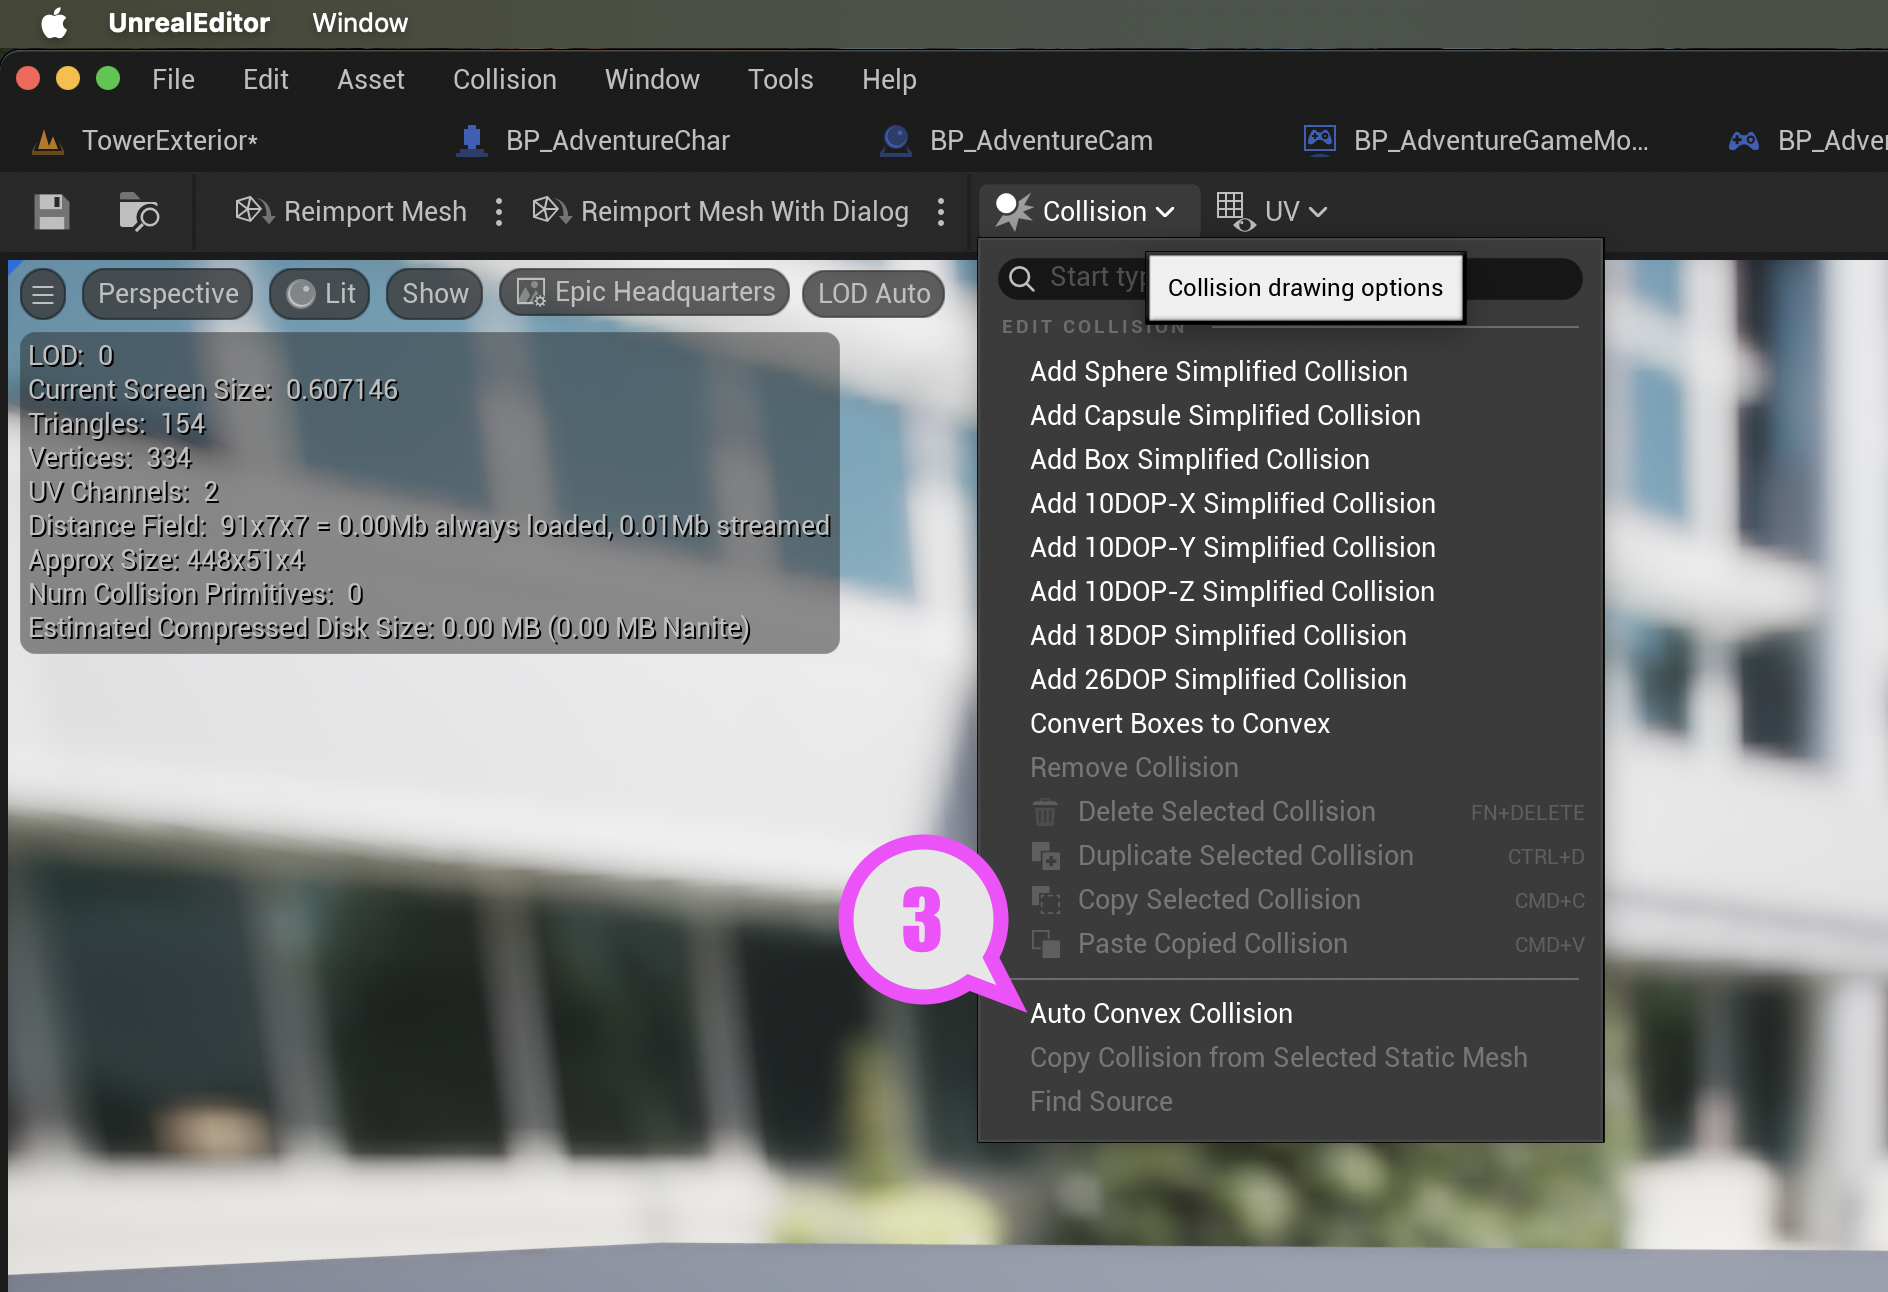 UnrealEditor Window
File Edit Asset Collision Window Tools Help
TowerExterior* BP_AdventureChar BP_AdventureCam BP_AdventureGameMo... BP_Adve
Reimport Mesh Reimport Mesh With Dialog Collision UV
Perspective Lit Show Epic Headquarters LOD Auto
LOD: 0
Current Screen Size: 0.607146
Triangles: 154
Vertices: 334
UV Channels: 2
Distance Field: 91x7x7 = 0.00Mb always loaded, 0.01Mb streamed
Approx Size: 448x51x4
Num Collision Primitives: 0
Estimated Compressed Disk Size: 0.00 MB (0.00 MB Nanite)
Start typ
Collision drawing options
EDIT COLLISION
Add Sphere Simplified Collision
Add Capsule Simplified Collision
Add Box Simplified Collision
Add 10DOP-X Simplified Collision
Add 10DOP-Y Simplified Collision
Add 10DOP-Z Simplified Collision
Add 18DOP Simplified Collision
Add 26DOP Simplified Collision
Convert Boxes to Convex
Remove Collision
Delete Selected Collision FN+DELETE
Duplicate Selected Collision CTRL+D
Copy Selected Collision CMD+C
Paste Copied Collision CMD+V
3
Auto Convex Collision
Copy Collision from Selected Static Mesh
Find Source